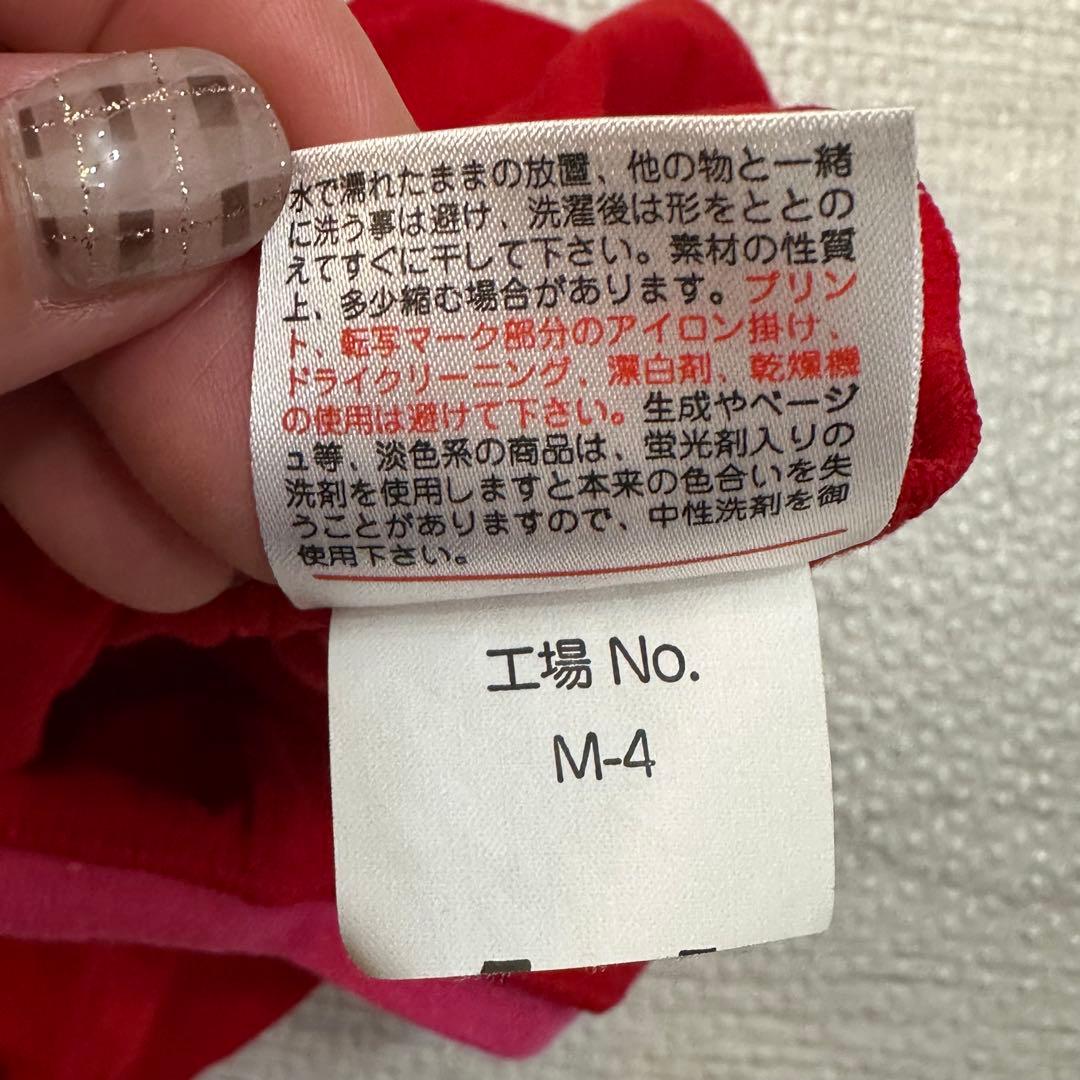 水で濡れたままの放置、他の物と一緒
に洗う事は避け、洗濯後は形をととの
えてすぐに干して下さい。素材の性質
上、多少縮む場合があります。プリン
ト、転写マーク部分のアイロン掛け、
ドライクリーニング、漂白剤、乾燥機
の使用は避けて下さい。生成やベージ
ュ等、淡色系の商品は、蛍光剤入りの
洗剤を使用しますと本来の色合いを失
うことがありますので、中性洗剤を御
使用下さい。
工場 No.
M-4